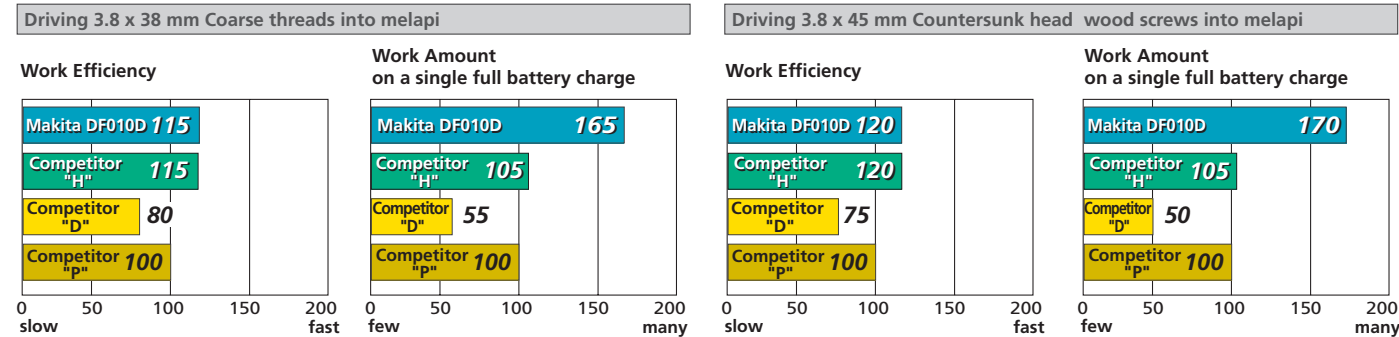 Driving 3.8 x 38 mm Coarse threads into melapi
Work Efficiency
Makita DF010D 115
Competitor
"H"
115
Competitor
"D"
80
Competitor
"P"
100
0 50 100 150 200
slow fast
Work Amount
on a single full battery charge
Makita DF010D 165
Competitor
"H"
105
Competitor
"D"
55
Competitor
"P"
100
0 50 100 150 200
few many
Driving 3.8 x 45 mm Countersunk head wood screws into melapi
Work Efficiency
Makita DF010D 120
Competitor
"H"
120
Competitor
"D"
75
Competitor
"P"
100
0 50 100 150 200
slow fast
Work Amount
on a single full battery charge
Makita DF010D 170
Competitor
"H"
105
Competitor
"D"
50
Competitor
"P"
100
0 50 100 150 200
few many